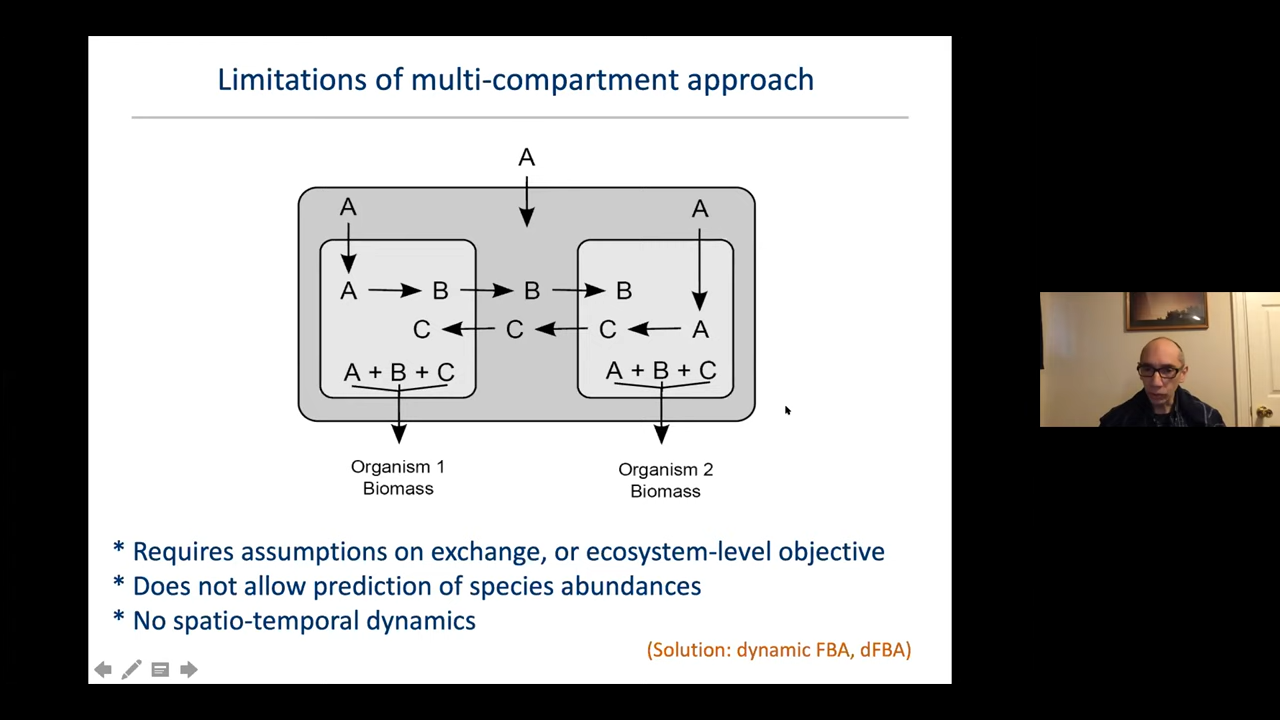 Limitations of multi-compartment approach
A
A A
A B B B
C C C A
A + B + C A + B + C
Organism 1
Biomass
Organism 2
Biomass
* Requires assumptions on exchange, or ecosystem-level objective
* Does not allow prediction of species abundances
* No spatio-temporal dynamics
(Solution: dynamic FBA, dFBA)